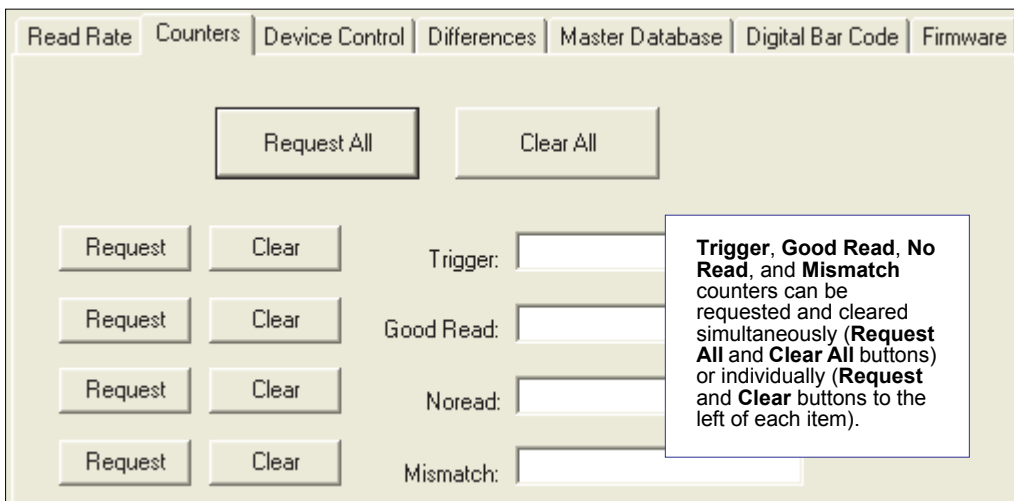 Read Rate Counters Device Control Differences Master Database Digital Bar Code Firmware
Request All Clear All
Request Clear Trigger:
Request Clear Good Read:
Request Clear Noread:
Request Clear Mismatch:
Trigger, Good Read, No
Read, and Mismatch
counters can be
requested and cleared
simultaneously (Request
All and Clear All buttons)
or individually (Request
and Clear buttons to the
left of each item).